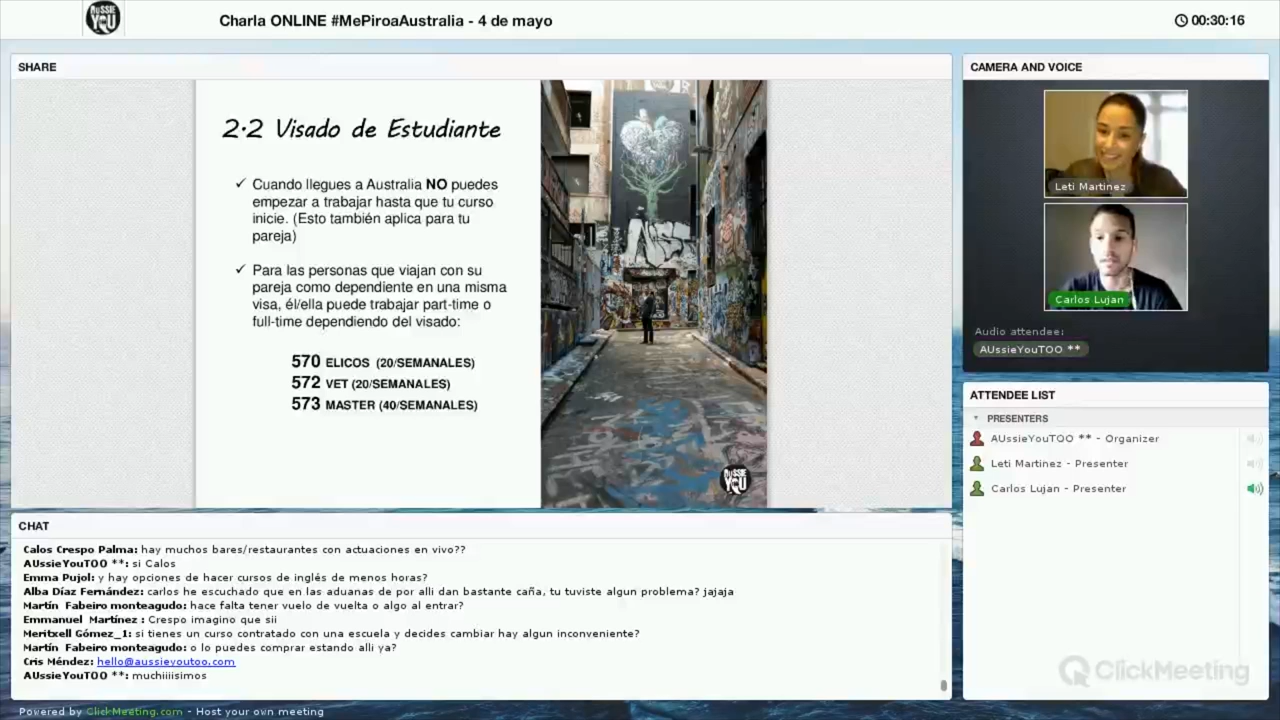 AUSSIE YOU
Charla ONLINE #MePiroaAustralia - 4 de mayo
00:30:16
SHARE
2.2 Visado de Estudiante
✓ Cuando llegues a Australia NO puedes
empezar a trabajar hasta que tu curso
inicie. (Esto también aplica para tu
pareja)
✓ Para las personas que viajan con su
pareja como dependiente en una misma
visa, él/ella puede trabajar part-time o
full-time dependiendo del visado:
570 ELICOS (20/SEMANALES)
572 VET (20/SEMANALES)
573 MASTER (40/SEMANALES)
AUSSIE YOU
CAMERA AND VOICE
Leti Martinez
Carlos Lujan
Audio attendee:
AUssieYouTOO **
ATTENDEE LIST
PRESENTERS
AUssieYouTOO ** - Organizer
Leti Martinez - Presenter
Carlos Lujan - Presenter
CHAT
Calos Crespo Palma: hay muchos bares/restaurantes con actuaciones en vivo??
AUssieYouTOO **: si Calos
Emma Pujol: y hay opciones de hacer cursos de inglés de menos horas?
Alba Díaz Fernández: carlos he escuchado que en las aduanas de por alli dan bastante caña, tu tuviste algun problema? jajaja
Martín Fabeiro monteagudo: hace falta tener vuelo de vuelta o algo al entrar?
Emmanuel Martínez : Crespo imagino que sii
Meritxell Gómez_1: si tienes un curso contratado con una escuela y decides cambiar hay algun inconveniente?
Martín Fabeiro monteagudo: o lo puedes comprar estando alli ya?
Cris Méndez: hello@aussieyoutoo.com
AUssieYouTOO **: muchiiiisimos
ClickMeeting
Powered by ClickMeeting.com - Host your own meeting